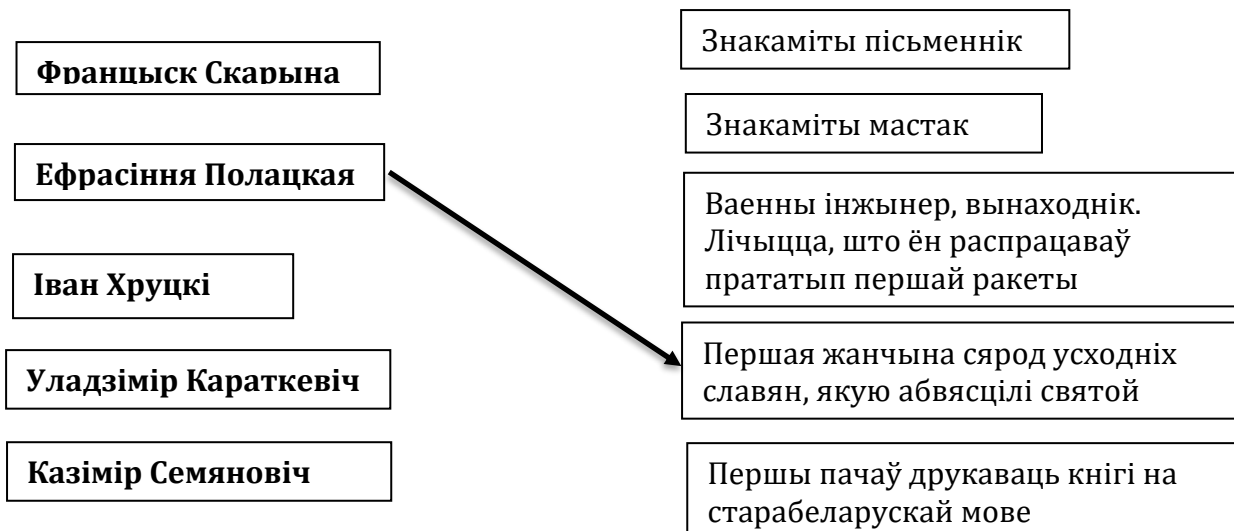 Францыск Скарына
Ефрасіння Полацкая
Іван Хруцкі
Уладзімір Караткевіч
Казімір Семяновіч
Знакаміты пісьменнік
Знакаміты мастак
Ваенны інжынер, вынаходнік.
Лічыцца, што ён распрацаваў
прататып першай ракеты
Першая жанчына сярод усходніх
славян, якую абвясцілі святой
Першы пачаў друкаваць кнігі на
старабеларускай мове